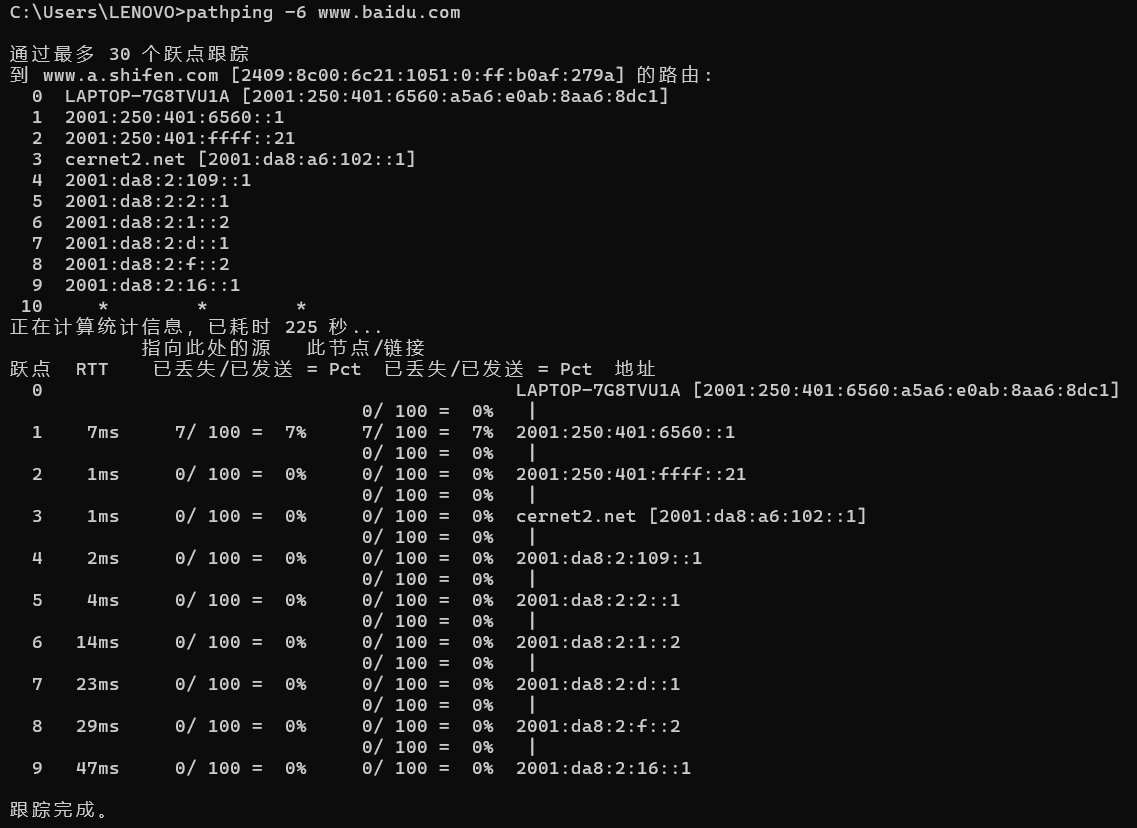 C:\Users\LENOVO>pathping -6 www.baidu.com
通过最多 30 个跃点跟踪
到 www.a.shifen.com [2409:8c00:6c21:1051:0:ff:b0af:279a] 的路由:
0 LAPTOP-7G8TVU1A [2001:250:401:6560:a5a6:e0ab:8aa6:8dc1]
1 2001:250:401:6560::1
2 2001:250:401:ffff::21
3 cernet2.net [2001:da8:a6:102::1]
4 2001:da8:2:109::1
5 2001:da8:2:2::1
6 2001:da8:2:1::2
7 2001:da8:2:d::1
8 2001:da8:2:f::2
9 2001:da8:2:16::1
10 * * *
正在计算统计信息，已耗时 225 秒...
指向此处的源 此节点/链接
跃点 RTT 已丢失/已发送 = Pct 已丢失/已发送 = Pct 地址
0 LAPTOP-7G8TVU1A [2001:250:401:6560:a5a6:e0ab:8aa6:8dc1]
0/ 100 = 0% |
1 7ms 7/ 100 = 7% 7/ 100 = 7% 2001:250:401:6560::1
0/ 100 = 0% |
2 1ms 0/ 100 = 0% 0/ 100 = 0% 2001:250:401:ffff::21
0/ 100 = 0% |
3 1ms 0/ 100 = 0% 0/ 100 = 0% cernet2.net [2001:da8:a6:102::1]
0/ 100 = 0% |
4 2ms 0/ 100 = 0% 0/ 100 = 0% 2001:da8:2:109::1
0/ 100 = 0% |
5 4ms 0/ 100 = 0% 0/ 100 = 0% 2001:da8:2:2::1
0/ 100 = 0% |
6 14ms 0/ 100 = 0% 0/ 100 = 0% 2001:da8:2:1::2
0/ 100 = 0% |
7 23ms 0/ 100 = 0% 0/ 100 = 0% 2001:da8:2:d::1
0/ 100 = 0% |
8 29ms 0/ 100 = 0% 0/ 100 = 0% 2001:da8:2:f::2
0/ 100 = 0% |
9 47ms 0/ 100 = 0% 0/ 100 = 0% 2001:da8:2:16::1
跟踪完成。